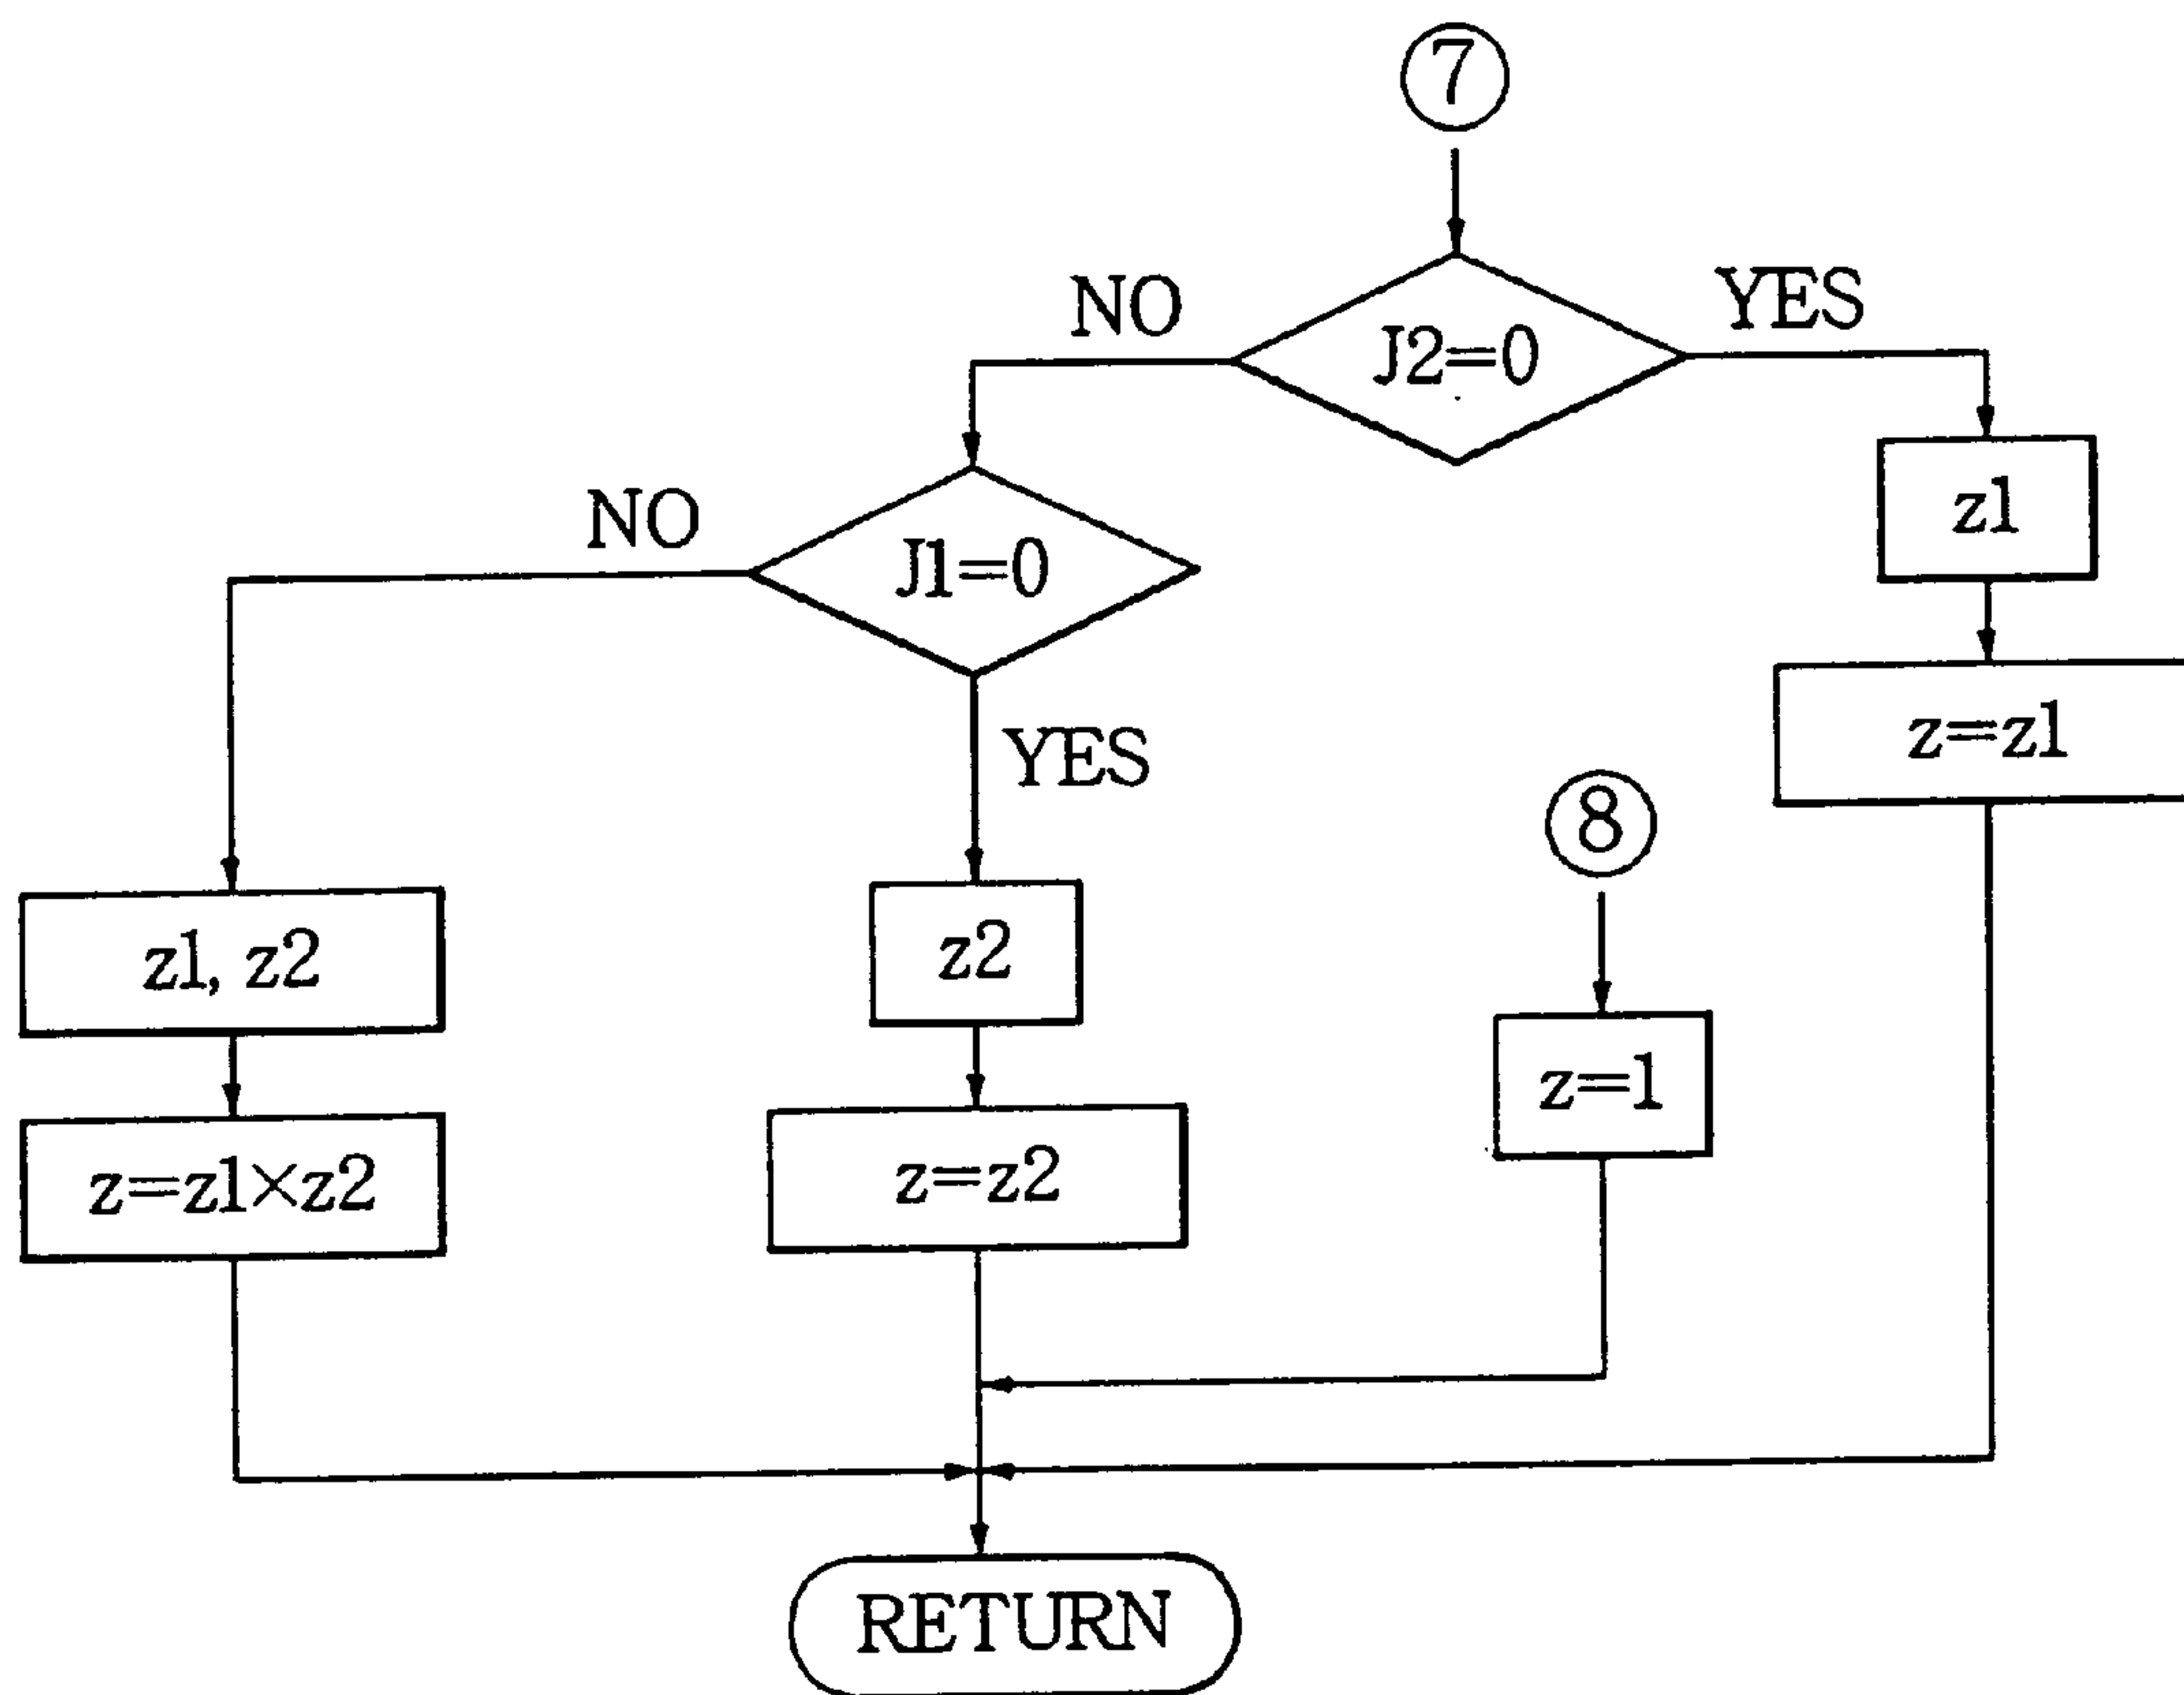 7
NO
YES
J2=0
NO
J1=0
z1
YES
z=z1
8
z1, z2
z2
z=1
z=z1×z2
z=z2
RETURN